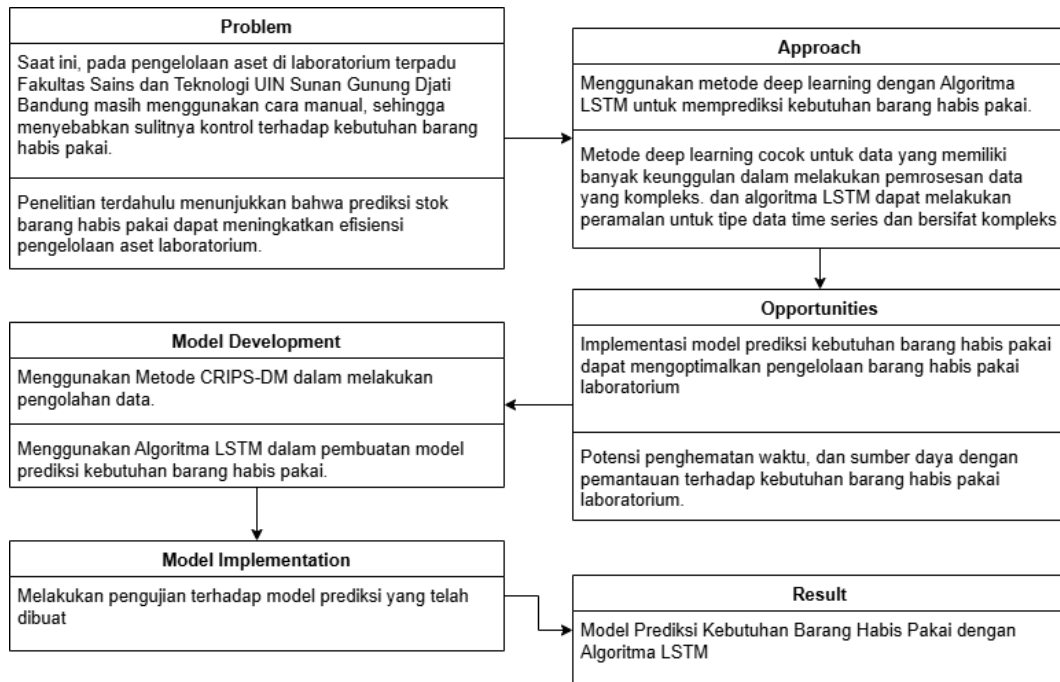 Problem
Saat ini, pada pengelolaan aset di laboratorium terpadu
Fakultas Sains dan Teknologi UIN Sunan Gunung Djati
Bandung masih menggunakan cara manual, sehingga
menyebabkan sulitnya kontrol terhadap kebutuhan barang
habis pakai.
Penelitian terdahulu menunjukkan bahwa prediksi stok
barang habis pakai dapat meningkatkan efisiensi
pengelolaan aset laboratorium.
Approach
Menggunakan metode deep learning dengan Algoritma
LSTM untuk memprediksi kebutuhan barang habis pakai.
Metode deep learning cocok untuk data yang memiliki
banyak keunggulan dalam melakukan pemrosesan data
yang kompleks. dan algoritma LSTM dapat melakukan
peramalan untuk tipe data time series dan bersifat kompleks
Opportunities
Implementasi model prediksi kebutuhan barang habis pakai
dapat mengoptimalkan pengelolaan barang habis pakai
laboratorium
Potensi penghematan waktu, dan sumber daya dengan
pemantauan terhadap kebutuhan barang habis pakai
laboratorium.
Model Development
Menggunakan Metode CRIPS-DM dalam melakukan
pengolahan data.
Menggunakan Algoritma LSTM dalam pembuatan model
prediksi kebutuhan barang habis pakai.
Model Implementation
Melakukan pengujian terhadap model prediksi yang telah
dibuat
Result
Model Prediksi Kebutuhan Barang Habis Pakai dengan
Algoritma LSTM